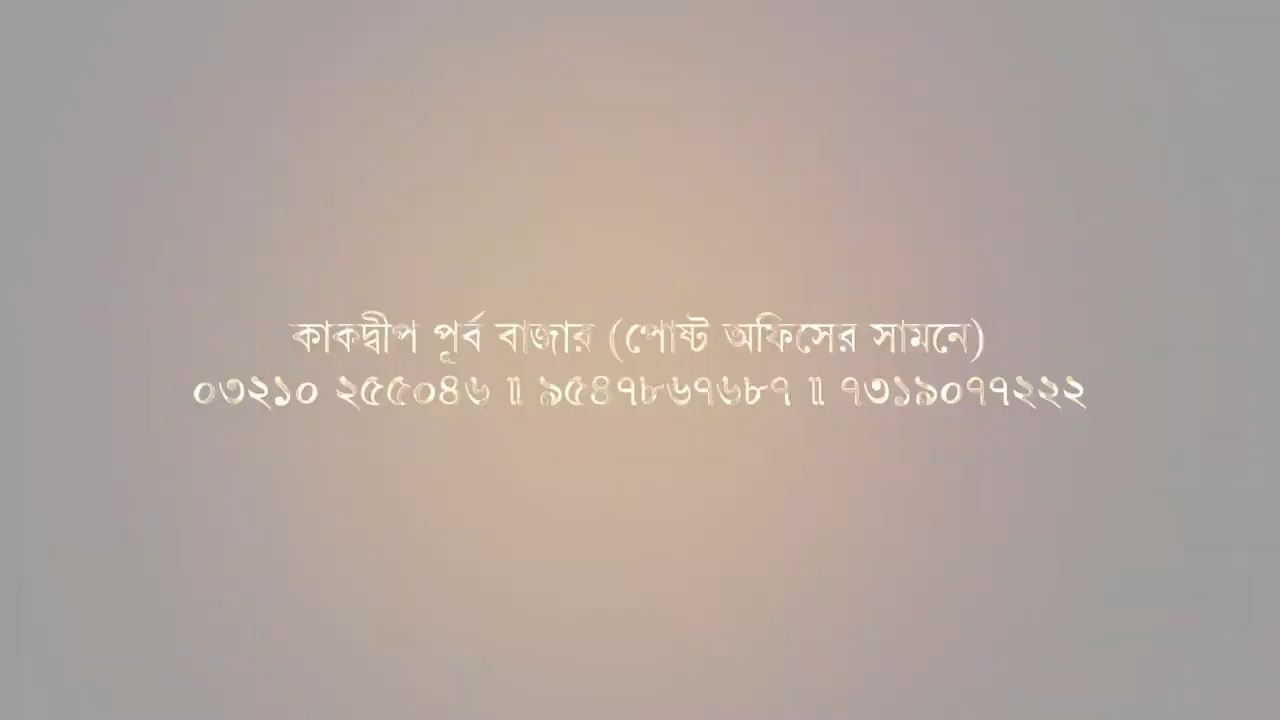 কাকদ্বীপ পূর্ব বাজার (পোষ্ট অফিসের সামনে)
০৩২১০ ২৫৫০৪৬ ॥ ৯৫৪৭৮৬৭৬৮৭ ॥ ৭৩১৯০৭৭২২২